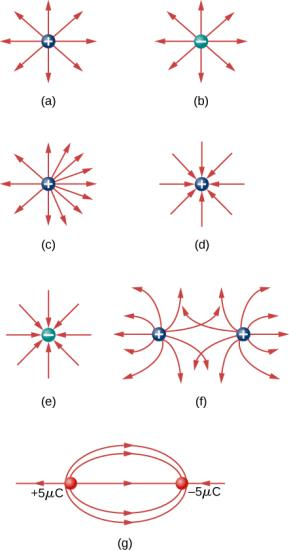 +
−
(a)
(b)
+
+
(c)
(d)
−
+
+
(e)
(f)
+5μC
–5μC
(g)